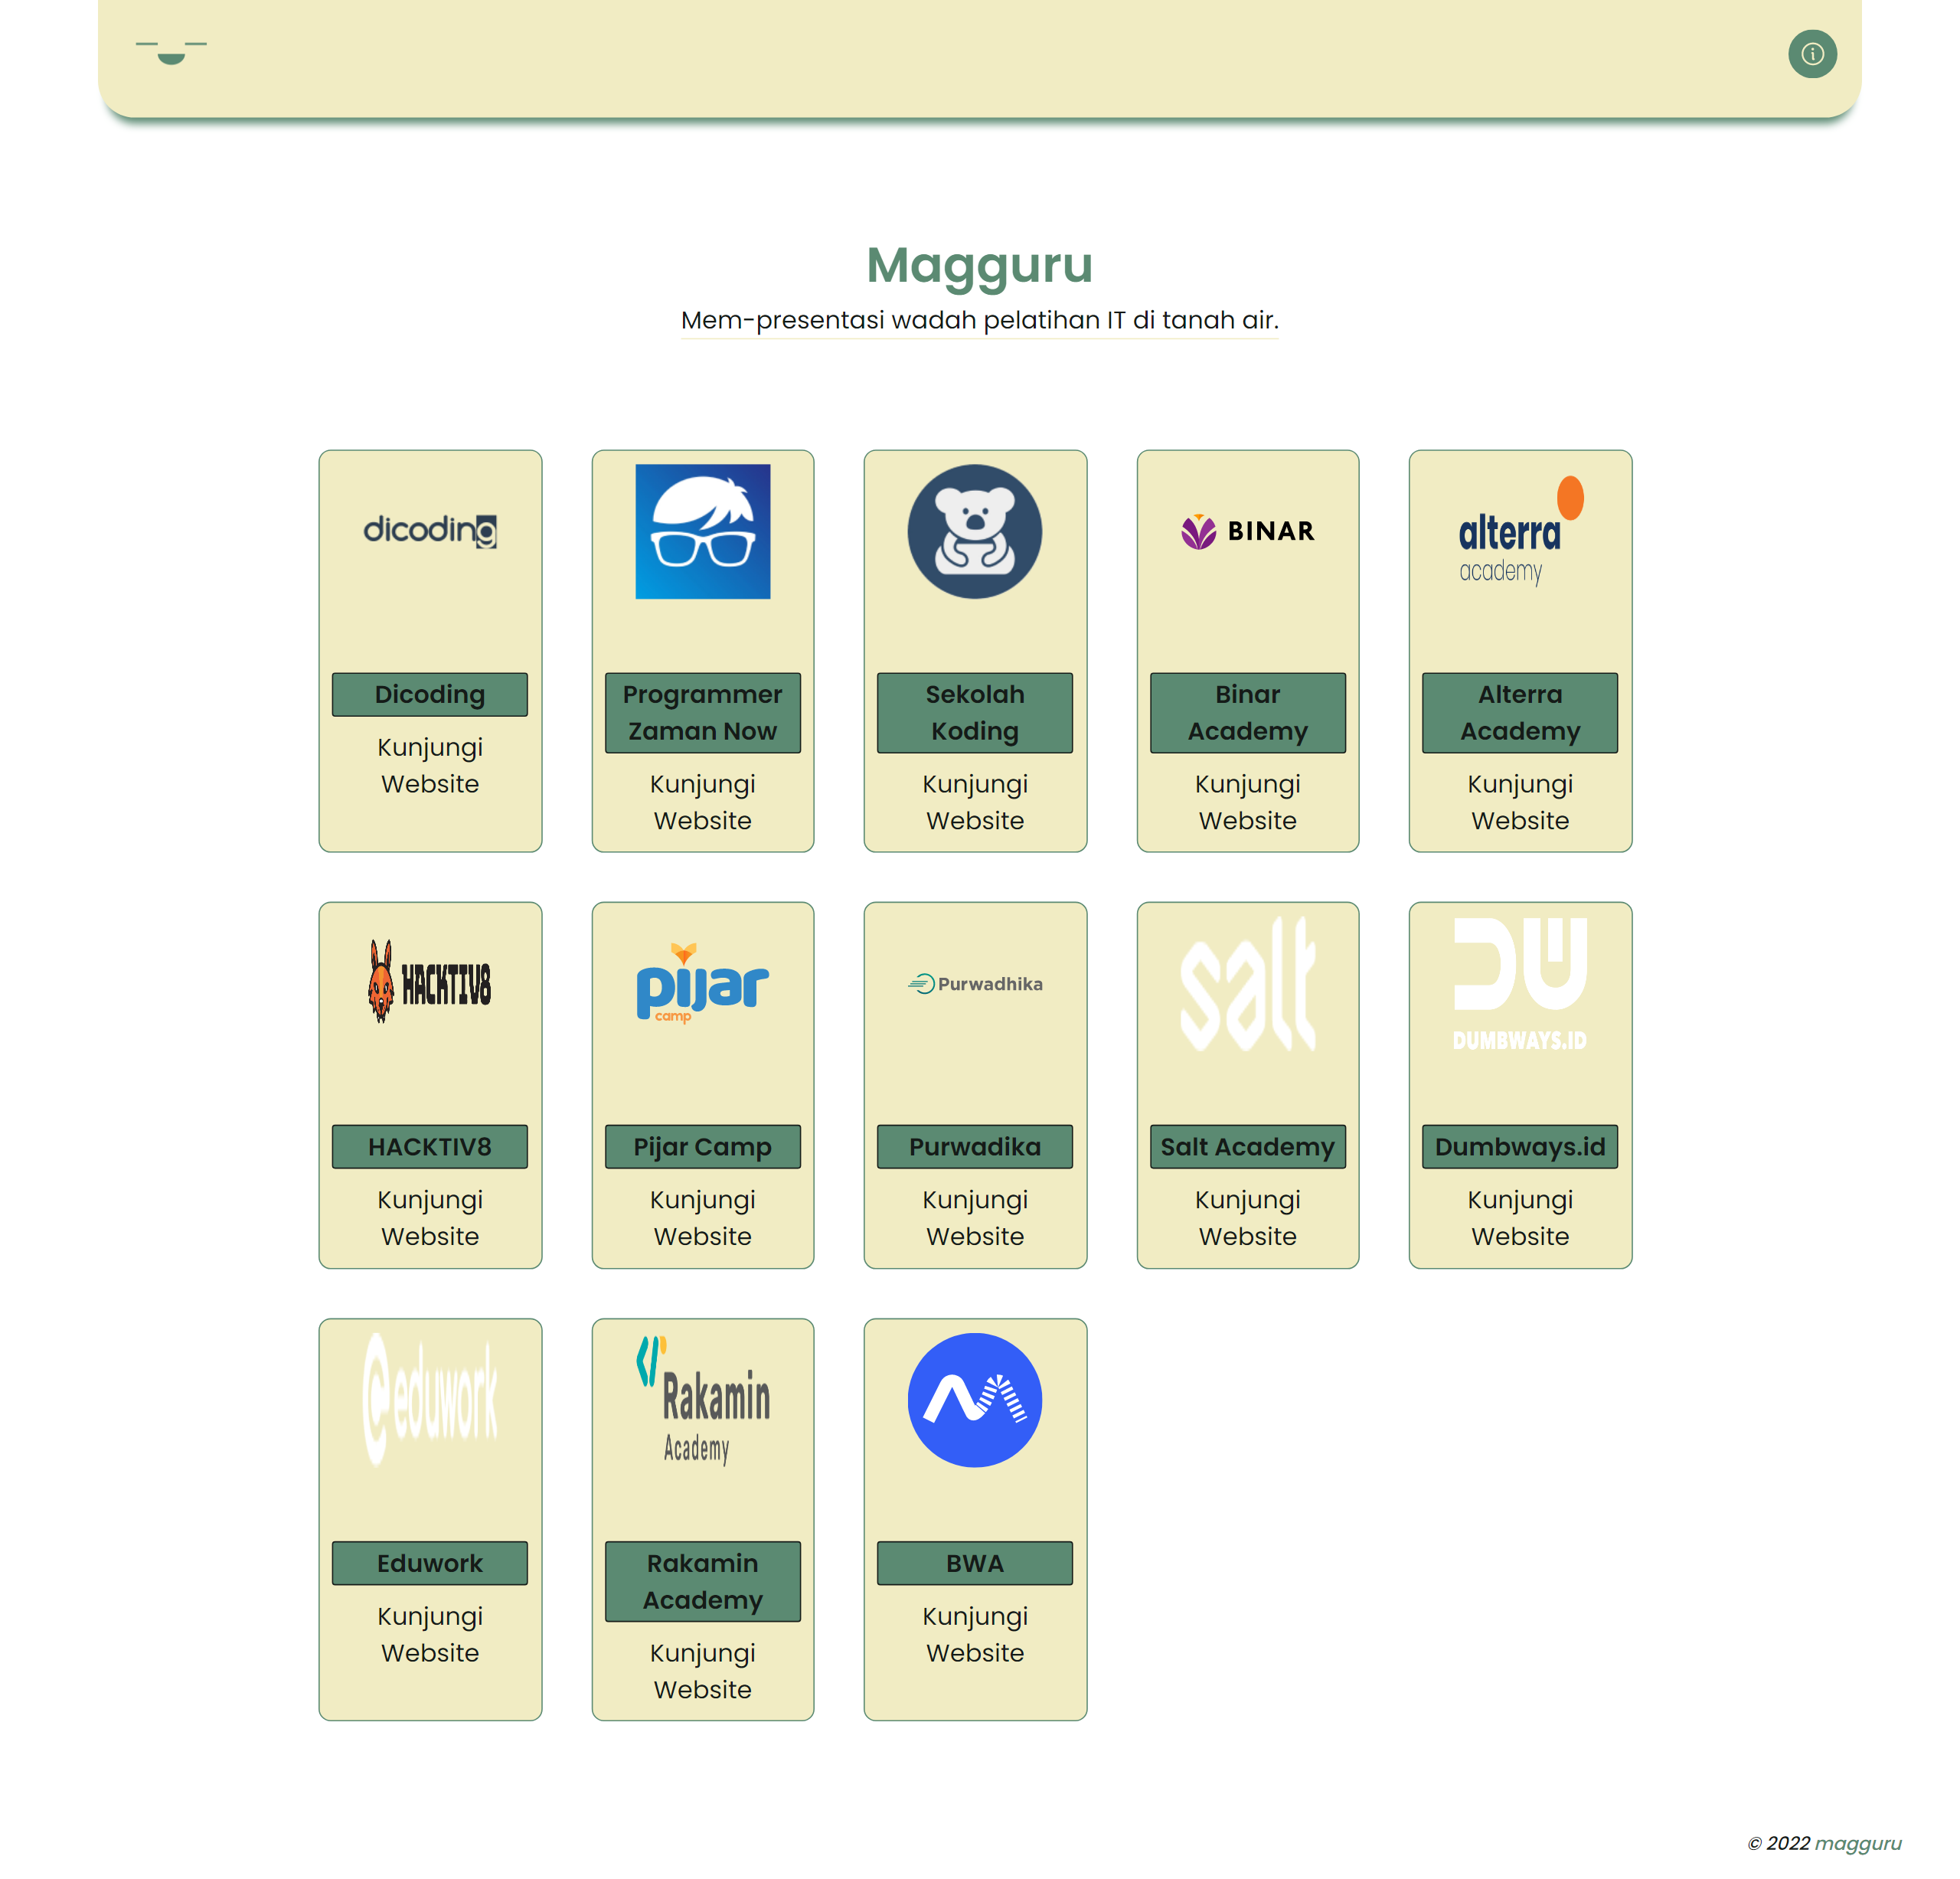 Magguru
Mem-presentasi wadah pelatihan IT di tanah air.
dicoding
Dicoding
Kunjungi
Website
Programmer
Zaman Now
Kunjungi
Website
Sekolah
Koding
Kunjungi
Website
BINAR
Binar
Academy
Kunjungi
Website
alterra
academy
Alterra
Academy
Kunjungi
Website
HACKTIV8
HACKTIV8
Kunjungi
Website
pijar
camp
Pijar Camp
Kunjungi
Website
Purwadhika
Purwadika
Kunjungi
Website
salt
Salt Academy
Kunjungi
Website
DW
DUMBWAYS.ID
Dumbways.id
Kunjungi
Website
eduwork
Eduwork
Kunjungi
Website
Rakamin
Academy
Rakamin
Academy
Kunjungi
Website
BWA
Kunjungi
Website
© 2022 magguru